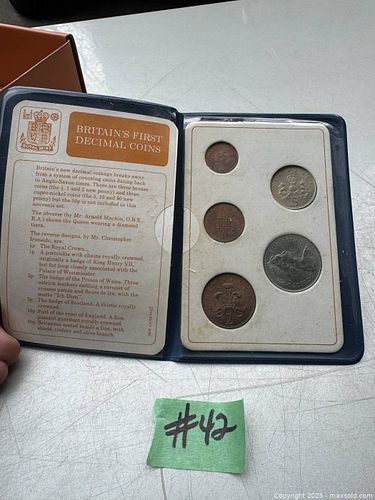 ROYAL MINT
BRITAIN'S FIRST
DECIMAL COINS
Britain's new decimal coinage breaks away
from a system of counting coins dating back
to Anglo-Saxon times. There are three bronze
coins (the ½, 1 and 2 new penny) and three
cupro-nickel coins (the 5, 10 and 50 new
penny) but the 50p is not included in this
souvenir set.
The obverse (by Mr. Arnold Machin, O.B.E.,
R.A.) shows the Queen wearing a diamond
tiara.
The reverse designs, by Mr. Christopher
Ironside, are:
½p The Royal Crown.
1p A portcullis with chains royally crowned,
originally a badge of King Henry VII,
but for long closely associated with the
Palace of Westminster
2p The badge of the Prince of Wales. Three
ostrich feathers enfiling a coronet of
crosses pattee and fleurs de lys, with the
motto "Ich Dien"
5p The badge of Scotland. A thistle royally
crowned.
10p Part of the crest of England. A lion
passant guardant royally crowned.
50p Britannia seated beside a lion, with
shield, trident and olive branch.
#42
Copyright 2025 - maxsold.com